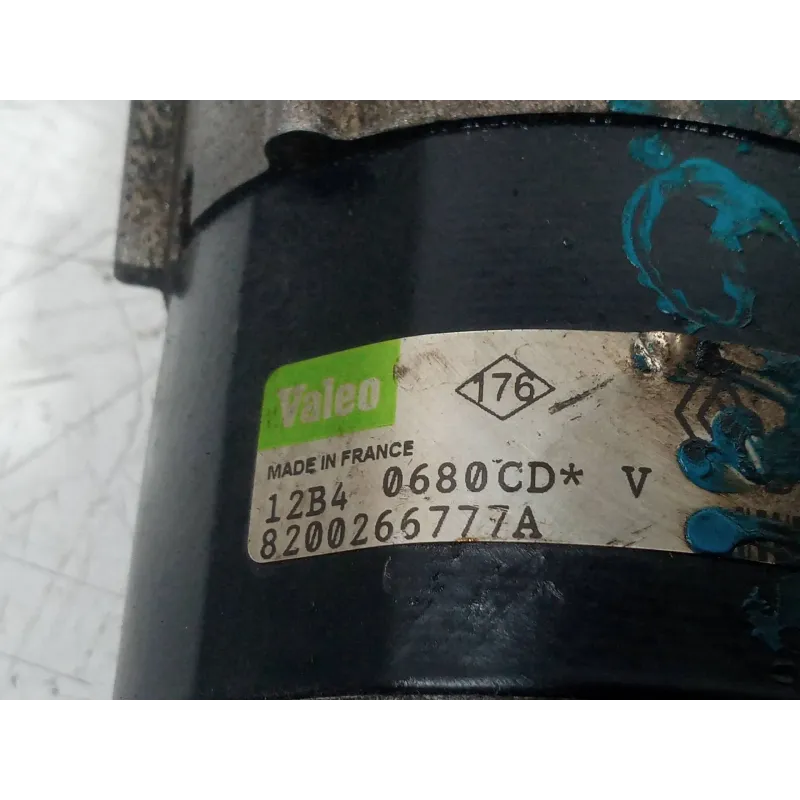 Valeo
176
MADE IN FRANCE
12B4 0680CD* V
8200266777A